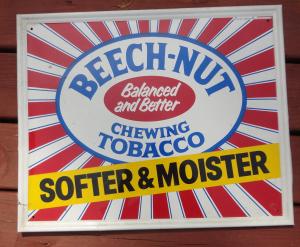 BEECH-NUT
Balanced
and Better
CHEWING
TOBACCO
SOFTER & MOISTER